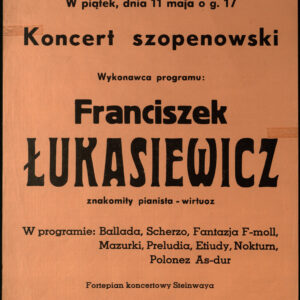 W piątek, dnia 11 maja o g. 17
Koncert szopenowski
Wykonawca programu:
Franciszek
ŁUKASIEWICZ
znakomity pianista - wirtuoz
W programie: Ballada, Scherzo, Fantazja F-moll,
Mazurki, Preludia, Etiudy, Nokturn,
Polonez As-dur
Fortepian koncertowy Steinwaya